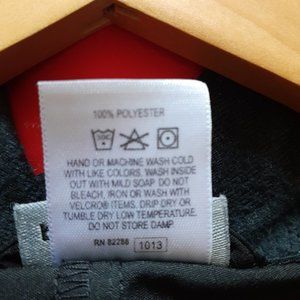 100% POLYESTER
30C
HAND OR MACHINE WASH COLD
WITH LIKE COLORS. WASH INSIDE
OUT WITH MILD SOAP. DO NOT
BLEACH, IRON OR WASH WITH
VELCRO® ITEMS. DRIP DRY OR
TUMBLE DRY LOW TEMPERATURE.
DO NOT STORE DAMP
RN 82288 1013